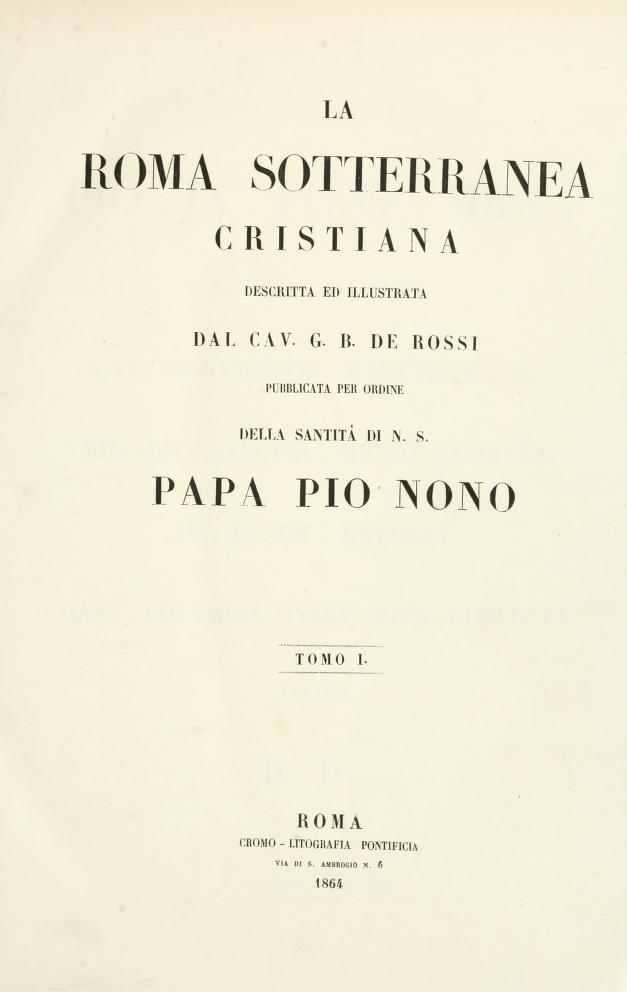 LA
ROMA SOTTERRANEA
CRISTIANA
DESCRITTA ED ILLUSTRATA
DAL CAV. G. B. DE ROSSI
PUBBLICATA PER ORDINE
DELLA SANTITÁ DI N. S.
PAPA PIO NONO
TOMO I.
ROMA
CROMO - LITOGRAFIA PONTIFICIA
VIA DI S. AMBROGIO N. 6
1864